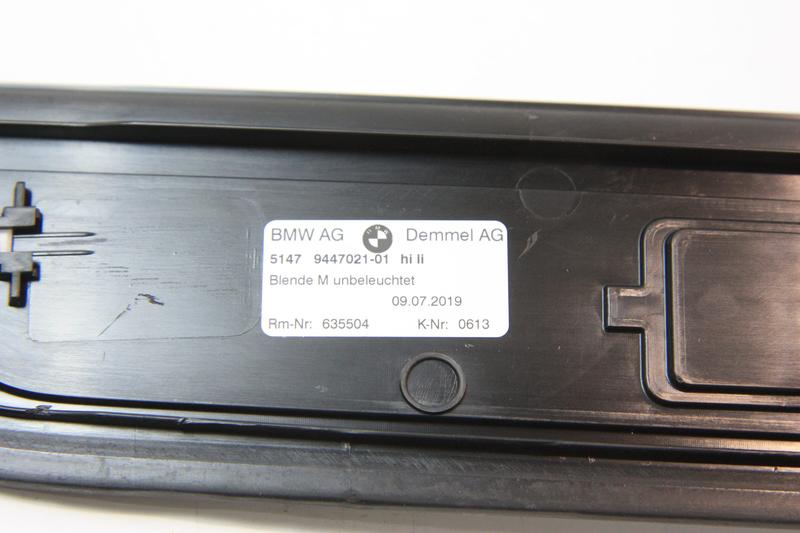 BMW AG Demmel AG
5147 9447021-01 hi li
Blende M unbeleuchtet
09.07.2019
Rm-Nr: 635504 K-Nr: 0613